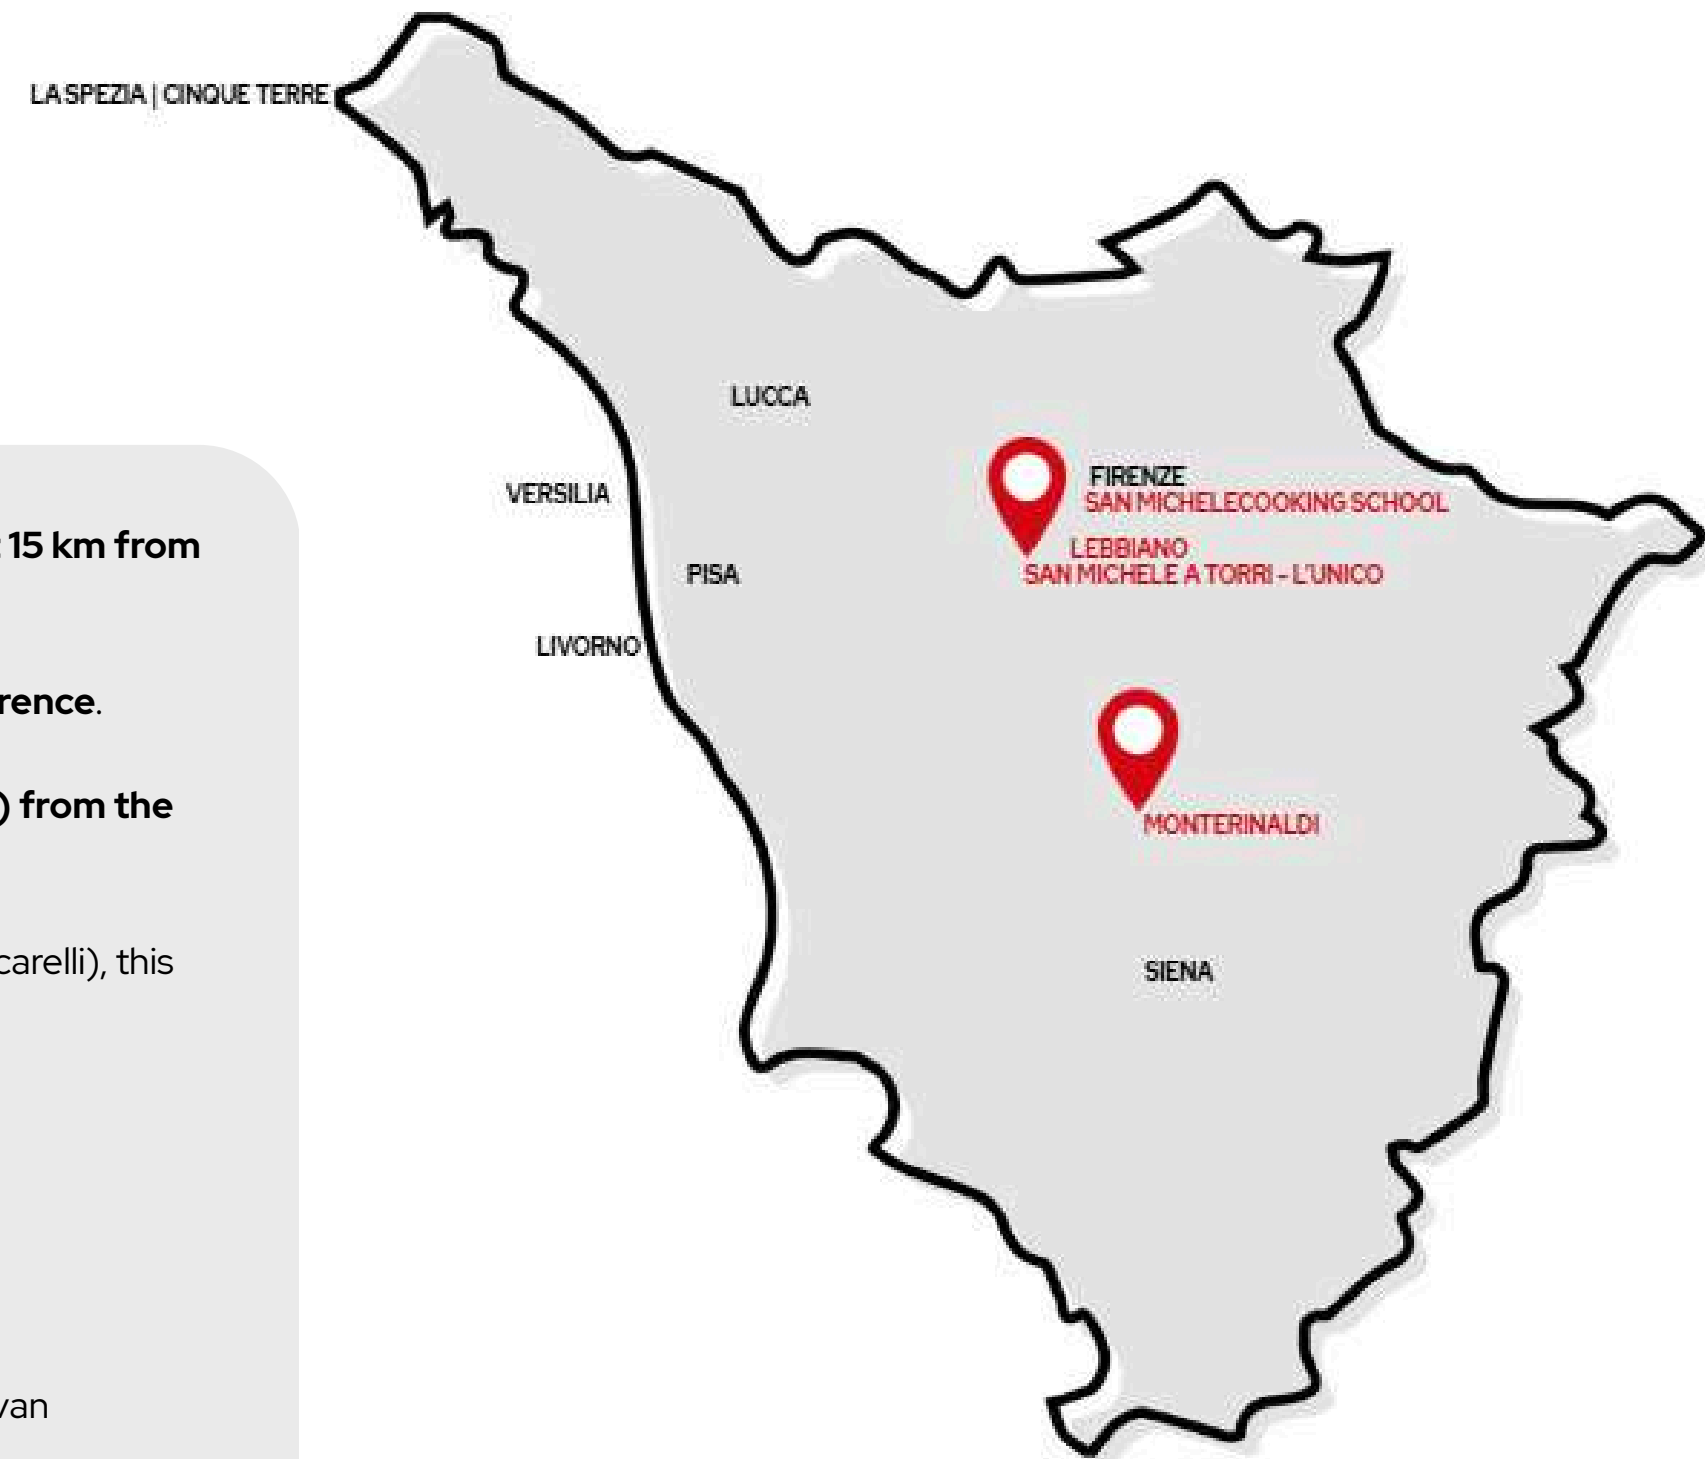 LA SPEZIA | CINQUE TERRE
LUCCA
VERSILIA
FIRENZE
SAN MICHELECOOKING SCHOOL
LEBBIANO
SAN MICHELE A TORRI - L'UNICO
PISA
LIVORNO
MONTERINALDI
SIENA
15 km from
rence.
) from the
carelli), this
van